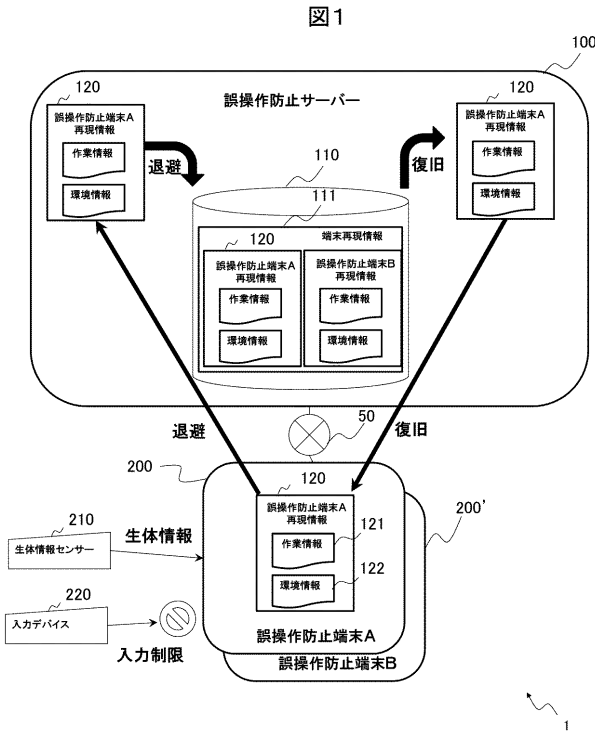 図1
100
誤操作防止サーバー
120
誤操作防止端末A
再現情報
作業情報
環境情報
退避
120
誤操作防止端末A
再現情報
作業情報
環境情報
復旧
110
111
端末再現情報
120
誤操作防止端末A
再現情報
作業情報
環境情報
誤操作防止端末B
再現情報
作業情報
環境情報
退避
50
復旧
200
120
200'
誤操作防止端末A
再現情報
作業情報
121
環境情報
122
210
生体情報センサー
生体情報
220
入力デバイス
入力制限
誤操作防止端末A
誤操作防止端末B
1